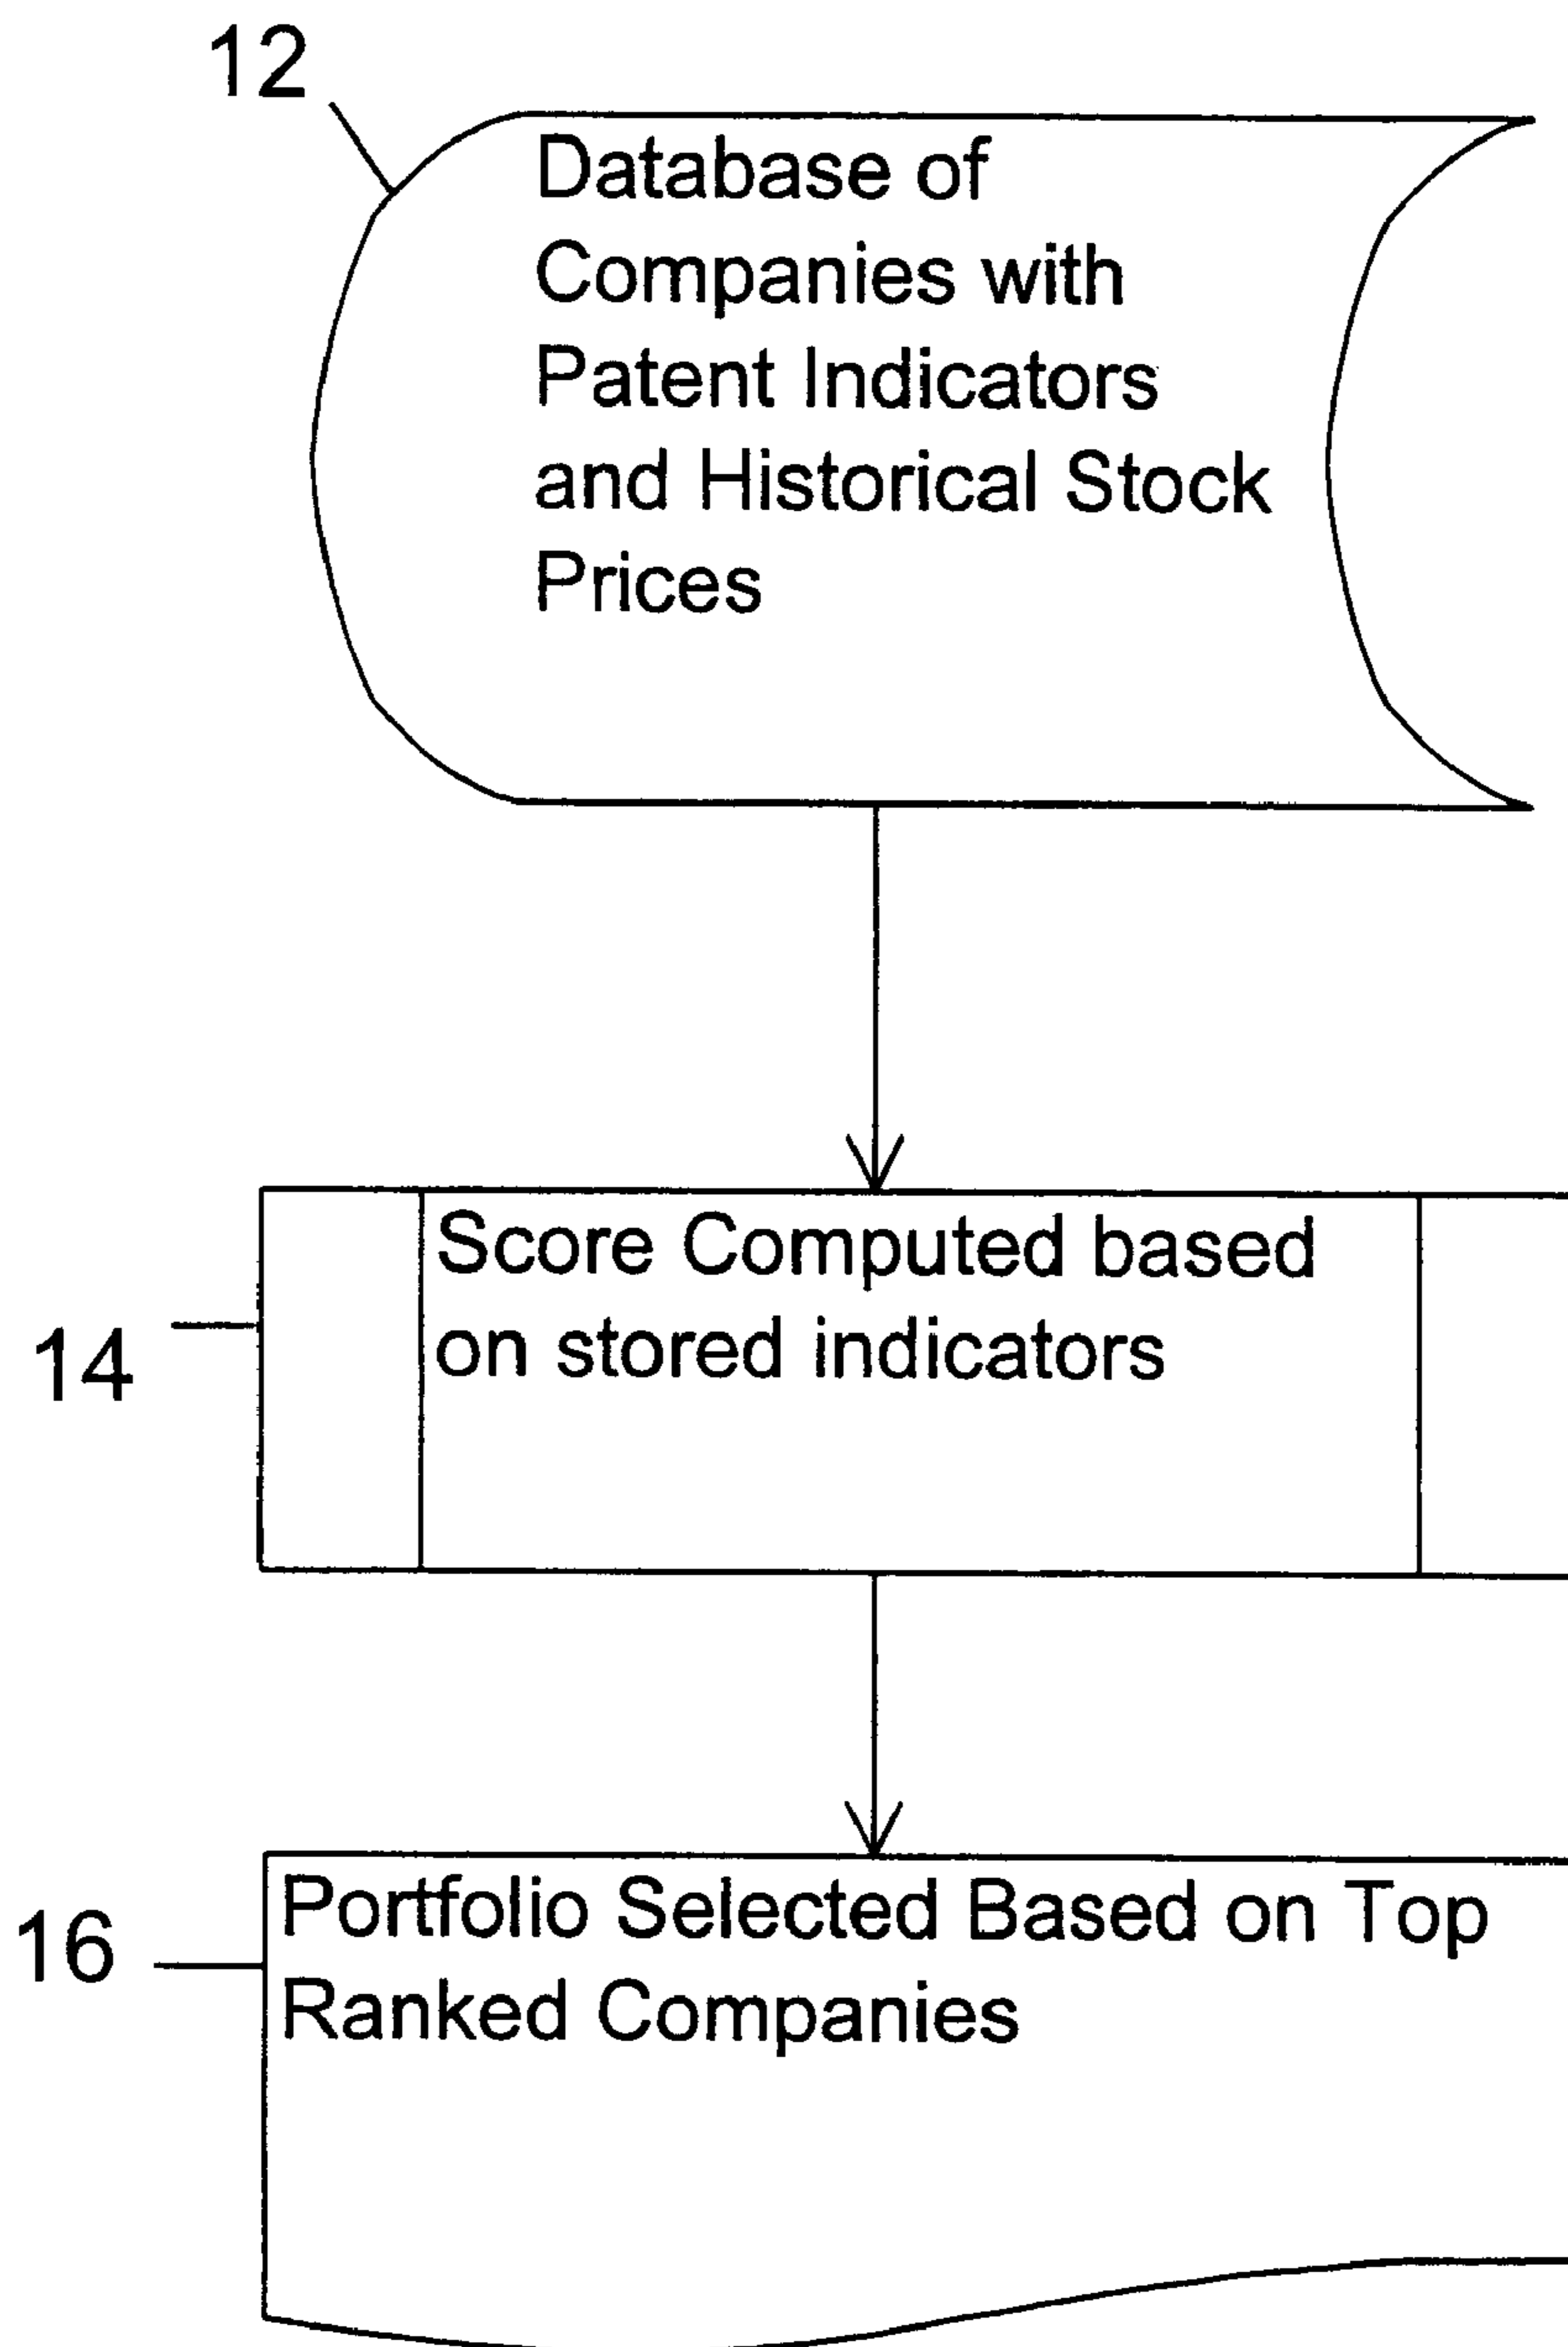 12
Database of
Companies with
Patent Indicators
and Historical Stock
Prices
Score Computed based
on stored indicators
14
Portfolio Selected Based on Top
16
Ranked Companies